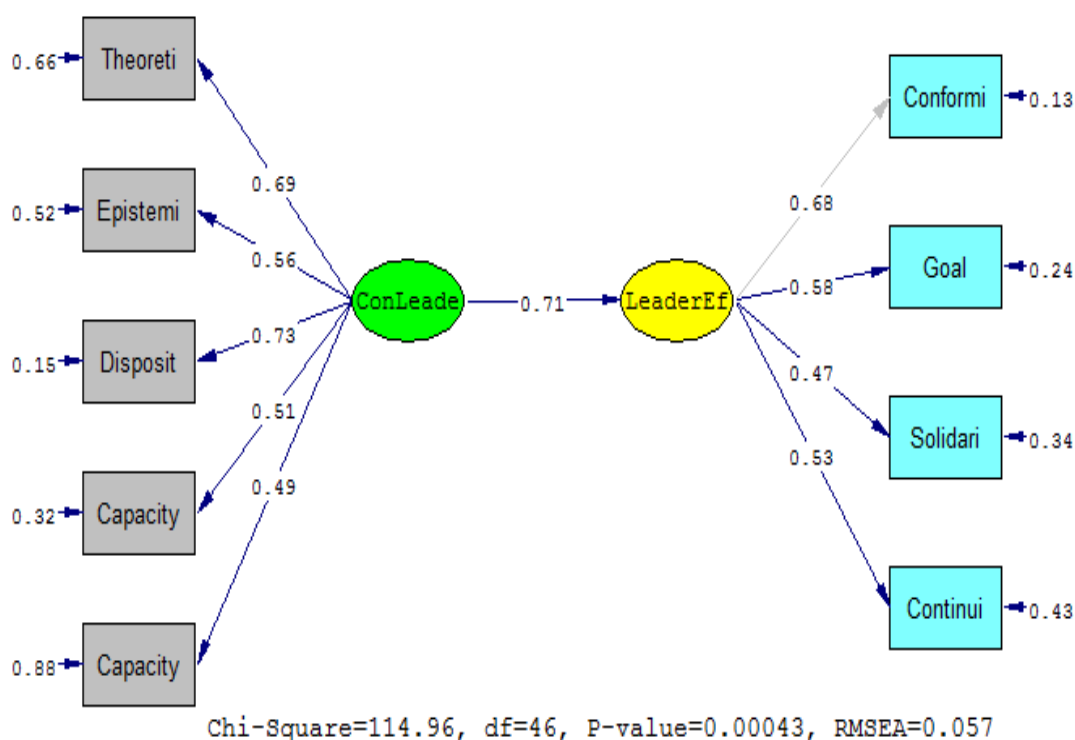 0.66 Theoreti
0.69
0.52 Epistemi
0.56
0.15 Disposit
0.73
0.32 Capacity
0.51
0.88 Capacity
0.49
ConLeade
0.71
LeaderEf
0.68
Conformi 0.13
0.58
Goal 0.24
0.47
Solidari 0.34
0.53
Continui 0.43
Chi-Square=114.96, df=46, P-value=0.00043, RMSEA=0.057